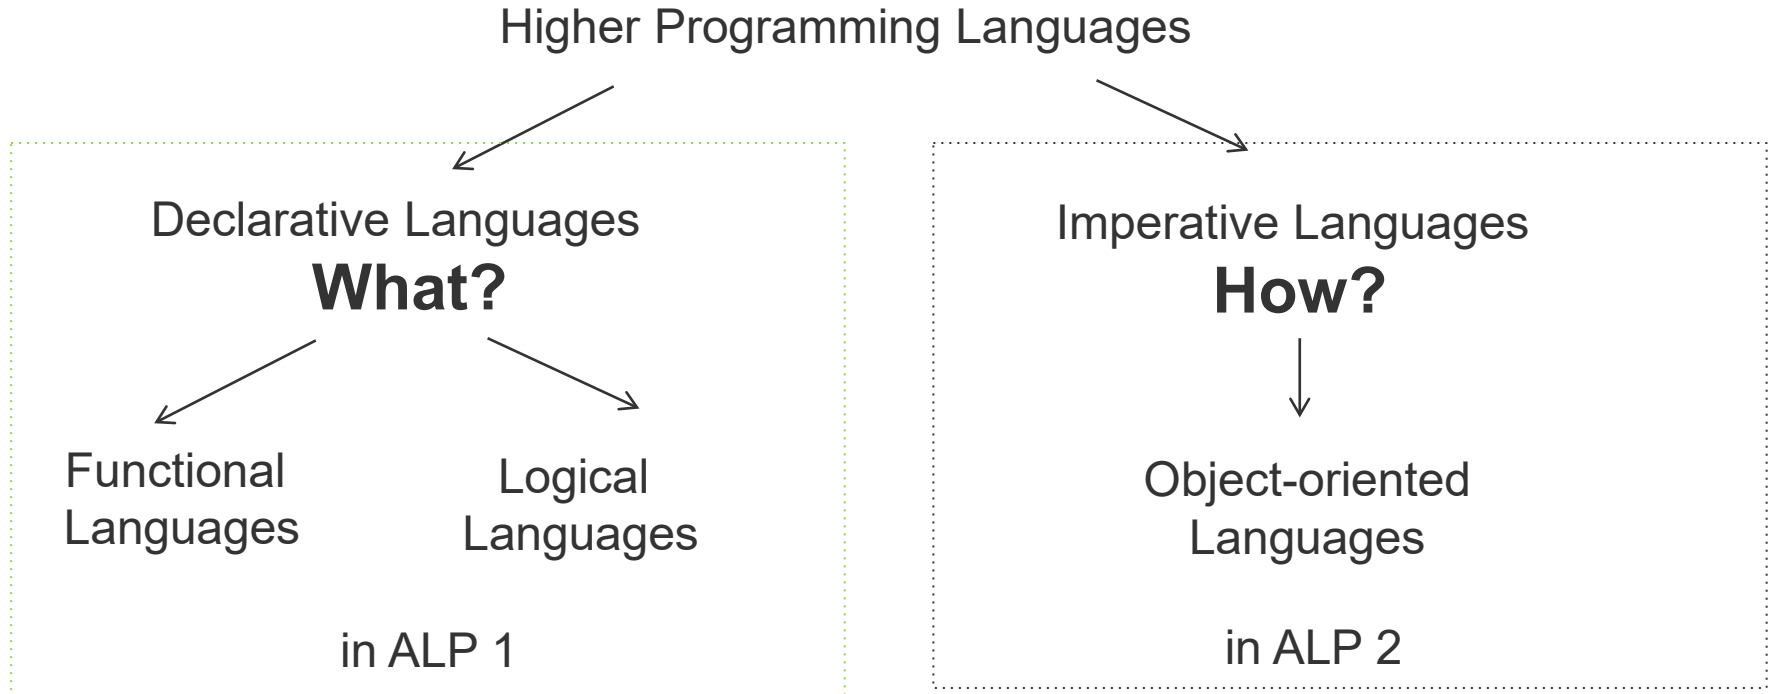 Higher Programming Languages
Declarative Languages
What?
Functional
Languages
Logical
Languages
in ALP 1
Imperative Languages
How?
Object-oriented
Languages
in ALP 2